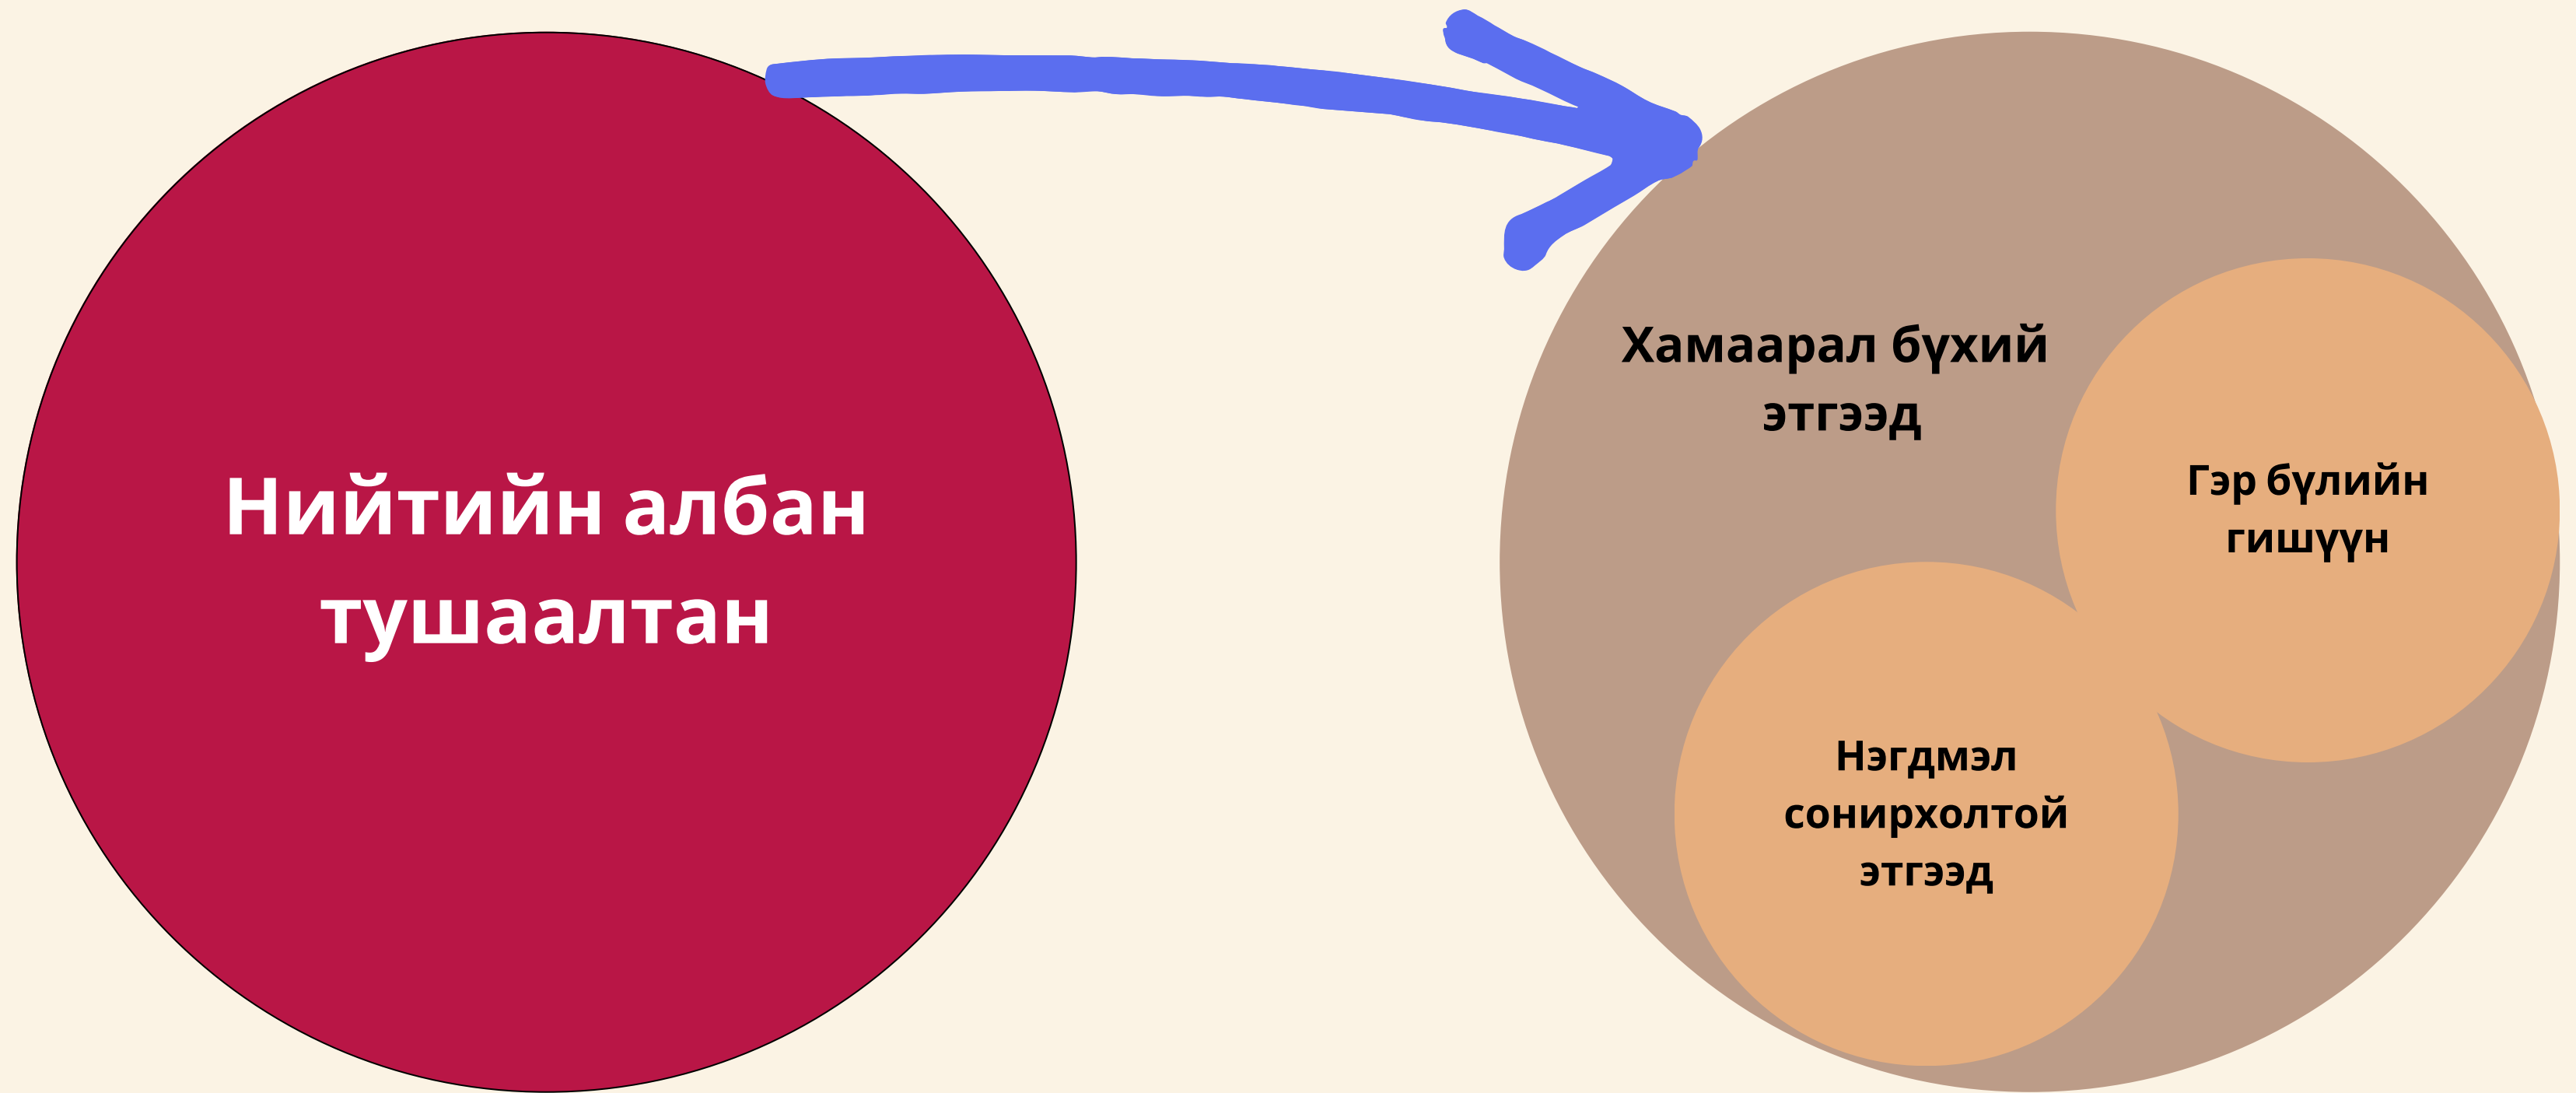 Нийтийн албан
тушаалтан
Хамаарал бүхий
этгээд
Гэр бүлийн
гишүүн
Нэгдмэл
сонирхолтой
этгээд